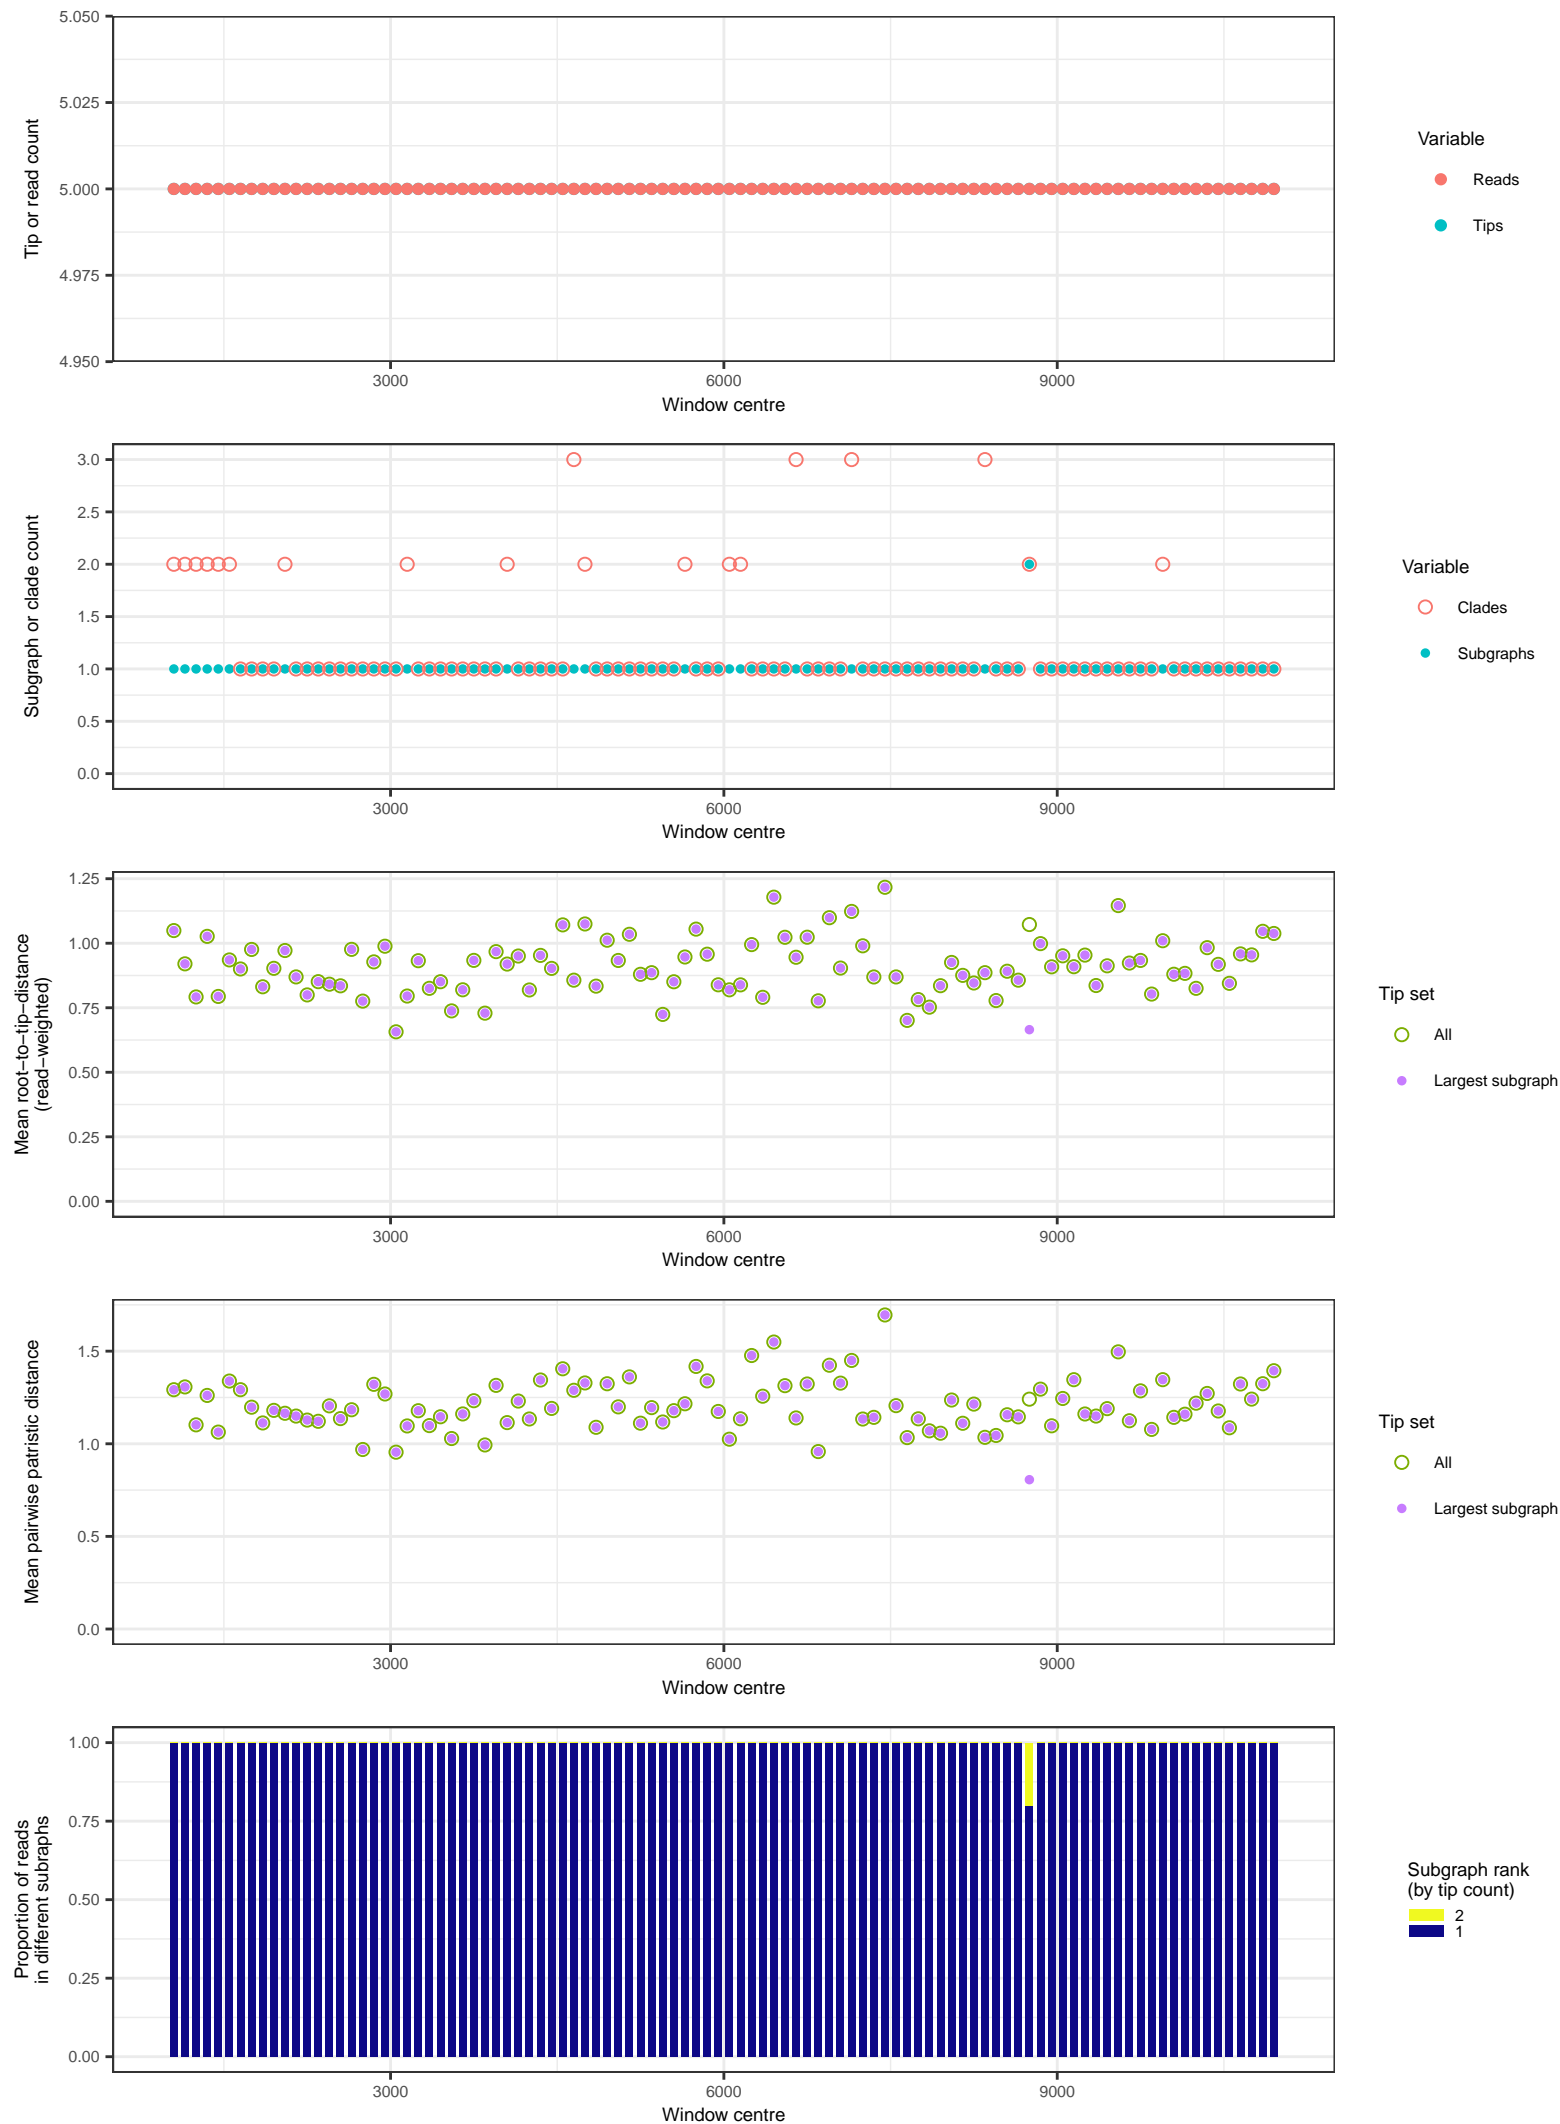 5.050
5.025
5.000
4.975
4.950
Tip or read count
3000
6000
9000
Window centre
Variable
Reads
Tips
3.0
2.5
2.0
1.5
1.0
0.5
0.0
Subgraph or clade count
3000
6000
9000
Window centre
Variable
Clades
Subgraphs
1.25
1.00
0.75
0.50
0.25
0.00
Mean root−to−tip−distance
(read−weighted)
3000
6000
9000
Window centre
Tip set
All
Largest subgraph
1.5
1.0
0.5
0.0
Mean pairwise patristic distance
3000
6000
9000
Window centre
Tip set
All
Largest subgraph
1.00
0.75
0.50
0.25
0.00
Proportion of reads
in different subraphs
3000
6000
9000
Window centre
Subgraph rank
(by tip count)
2
1